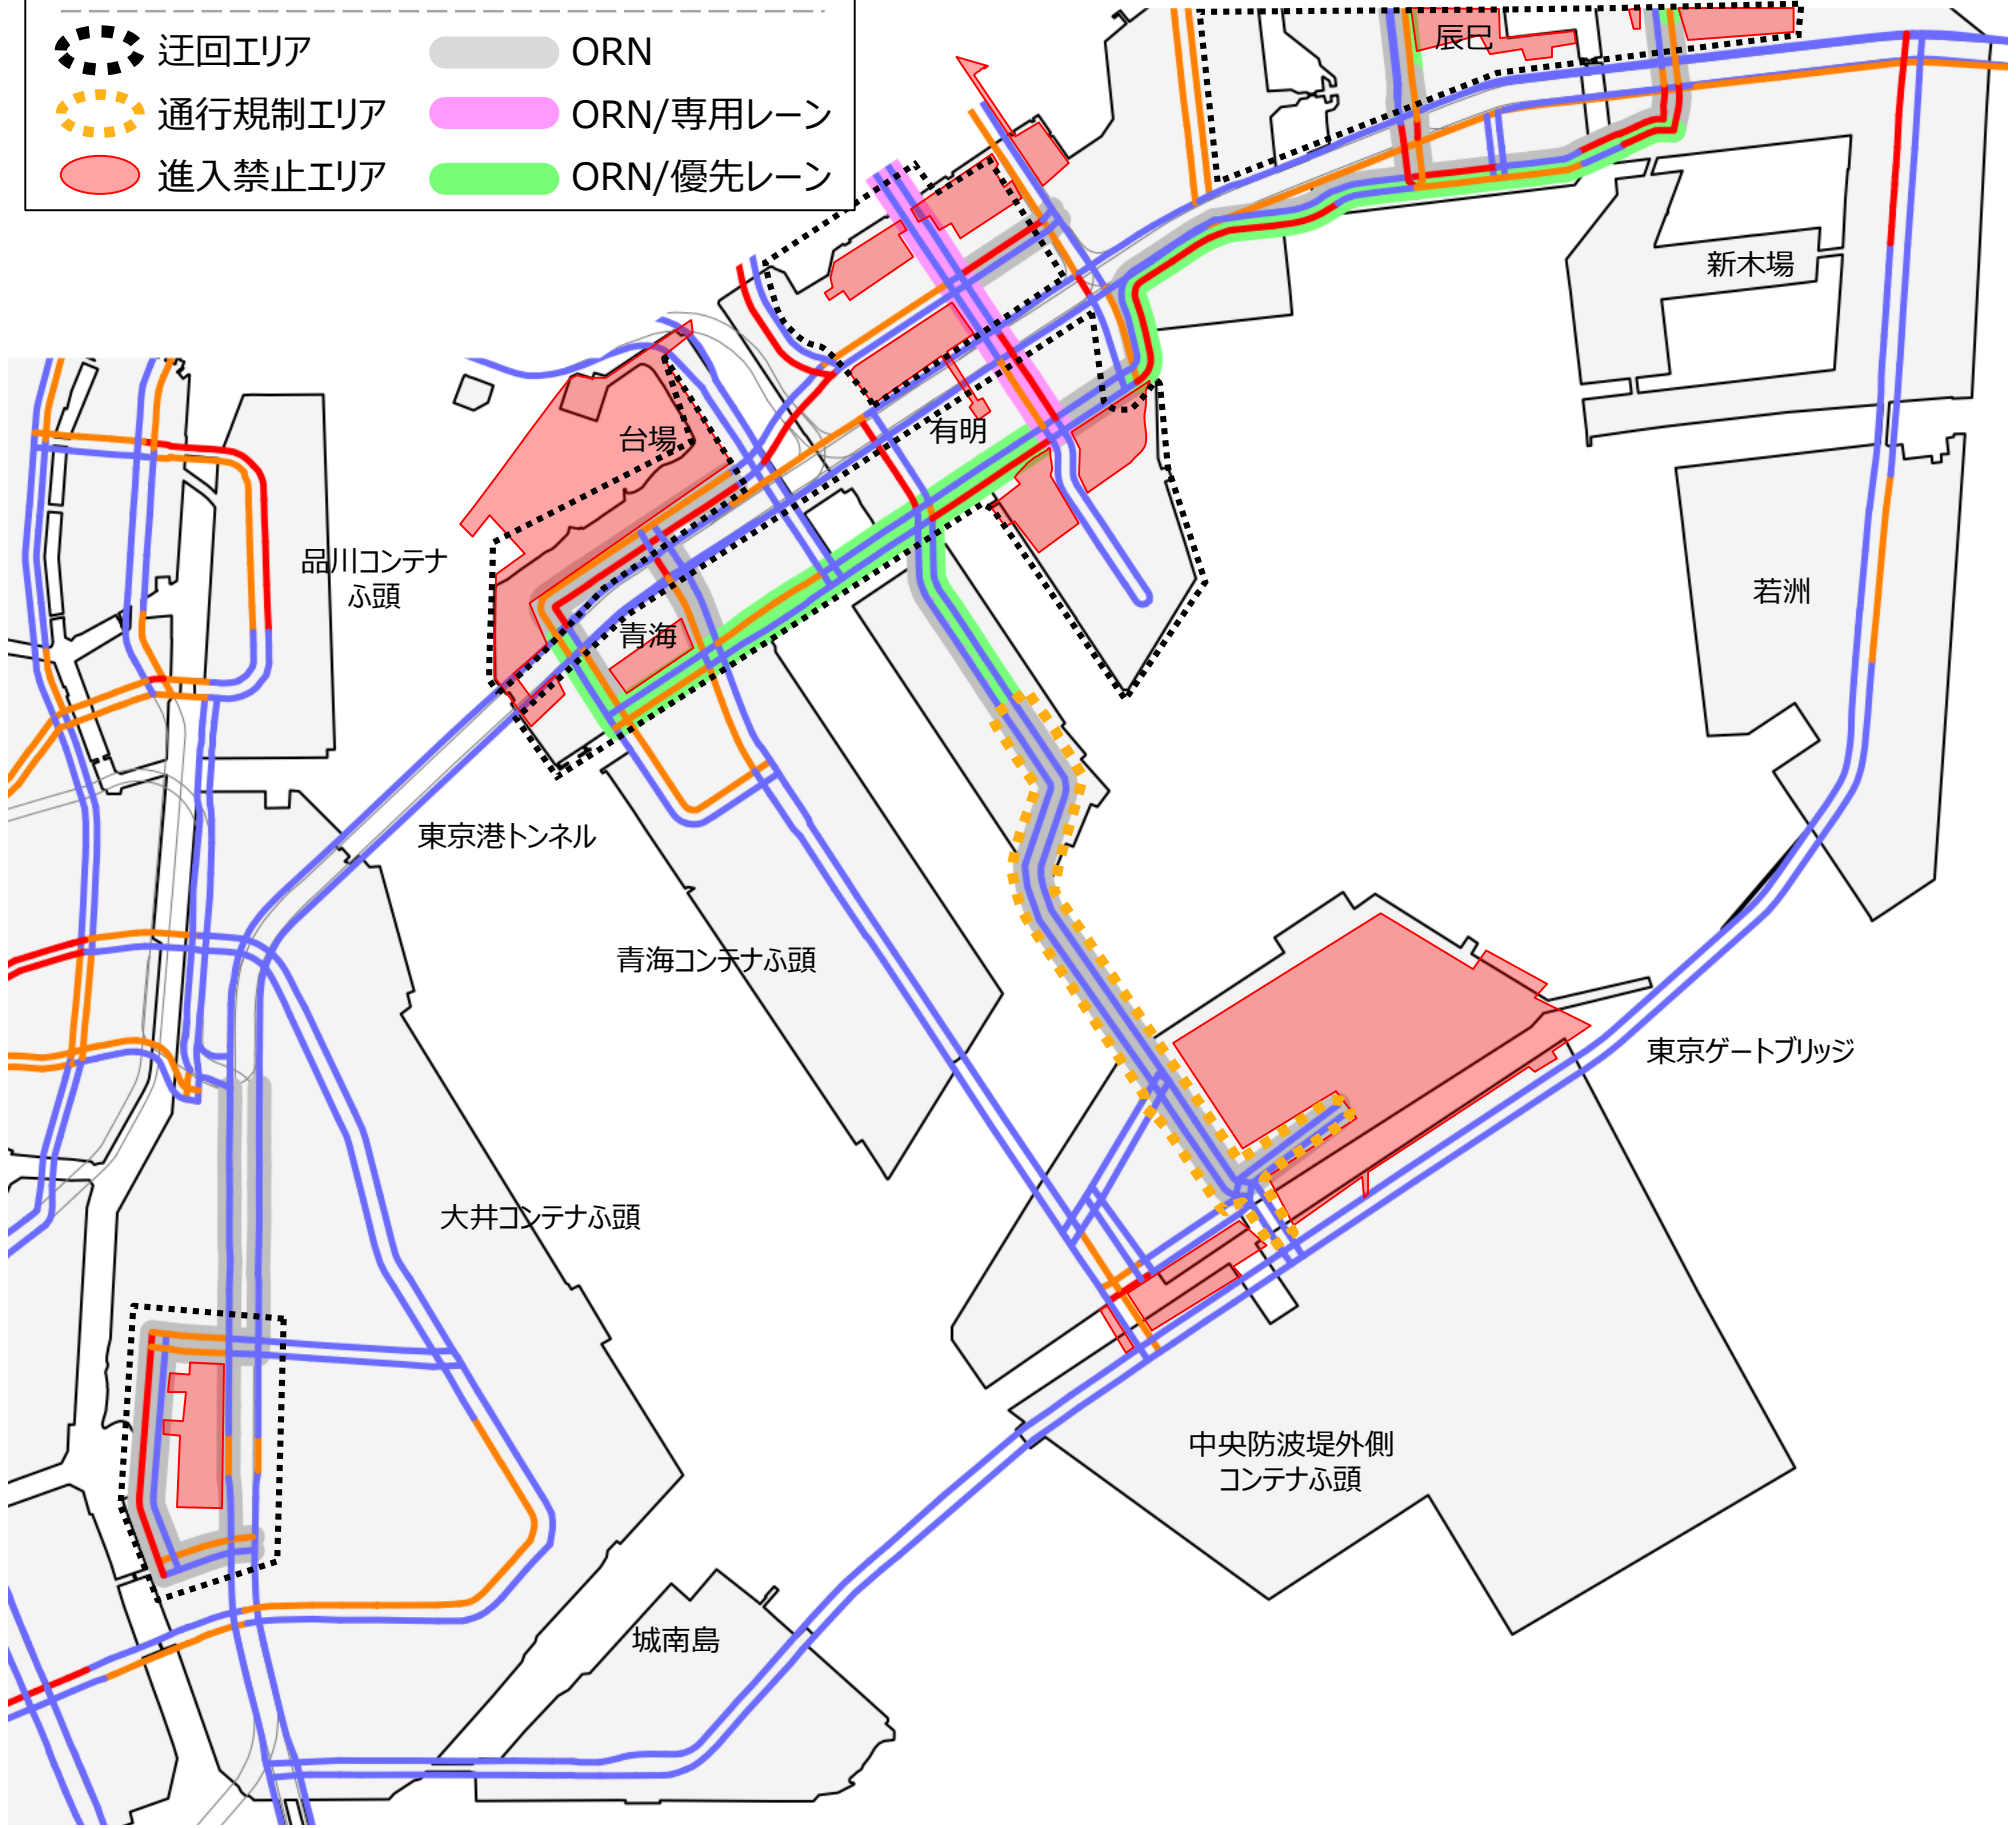 迂回エリア
ORN
通行規制エリア
ORN/専用レーン
進入禁止エリア
ORN/優先レーン
辰巳
新木場
台場
有明
品川コンテナ
ふ頭
若洲
青海
東京港トンネル
青海コンテナふ頭
東京ゲートブリッジ
大井コンテナふ頭
中央防波堤外側
コンテナふ頭
城南島